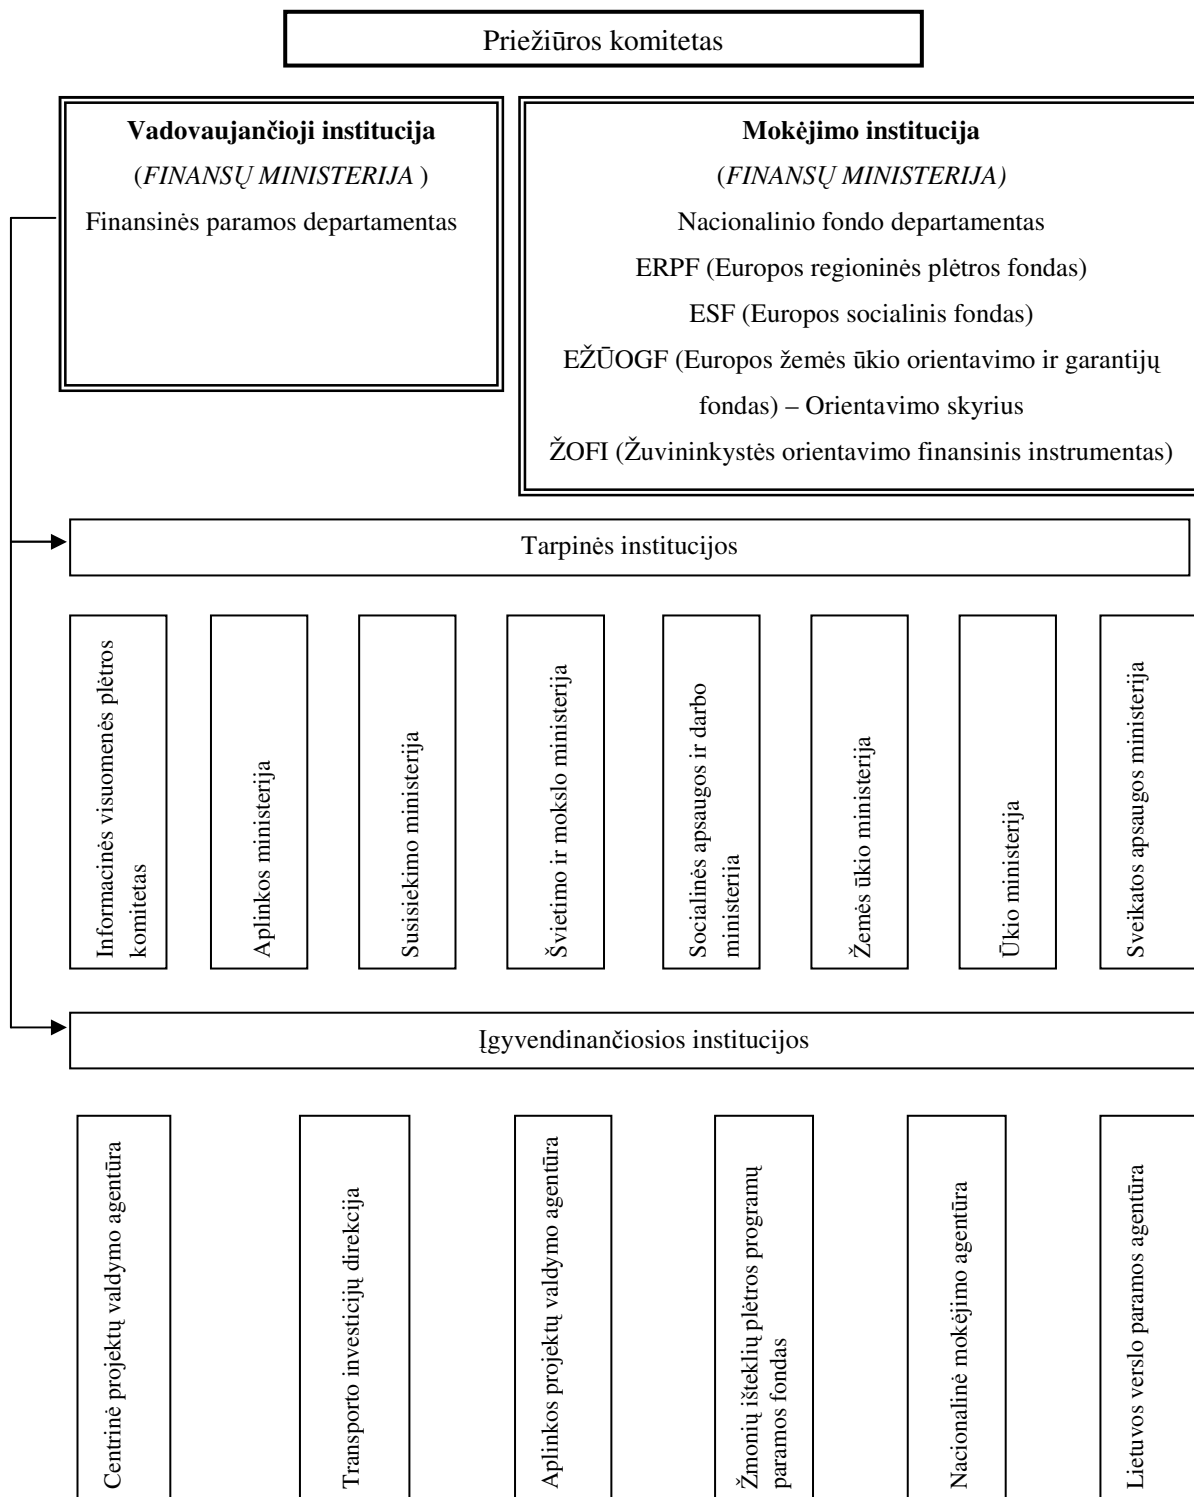 Priežiūros komitetas
Vadovaujančioji institucija
(FINANSŲ MINISTERIJA )
Finansinės paramos departamentas
Mokėjimo institucija
(FINANSŲ MINISTERIJA)
Nacionalinio fondo departamentas
ERPF (Europos regioninės plėtros fondas)
ESF (Europos socialinis fondas)
EŽŪOGF (Europos žemės ūkio orientavimo ir garantijų
fondas) – Orientavimo skyrius
ŽOFI (Žuvininkystės orientavimo finansinis instrumentas)
Tarpinės institucijos
Informacinės visuomenės plėtros
komitetas
Aplinkos ministerija
Susisiekimo ministerija
Švietimo ir mokslo ministerija
Socialinės apsaugos ir darbo
ministerija
Žemės ūkio ministerija
Ūkio ministerija
Sveikatos apsaugos ministerija
Įgyvendinančiosios institucijos
Centrinė projektų valdymo agentūra
Transporto investicijų direkcija
Aplinkos projektų valdymo agentūra
Žmonių išteklių plėtros programų
paramos fondas
Nacionalinė mokėjimo agentūra
Lietuvos verslo paramos agentūra